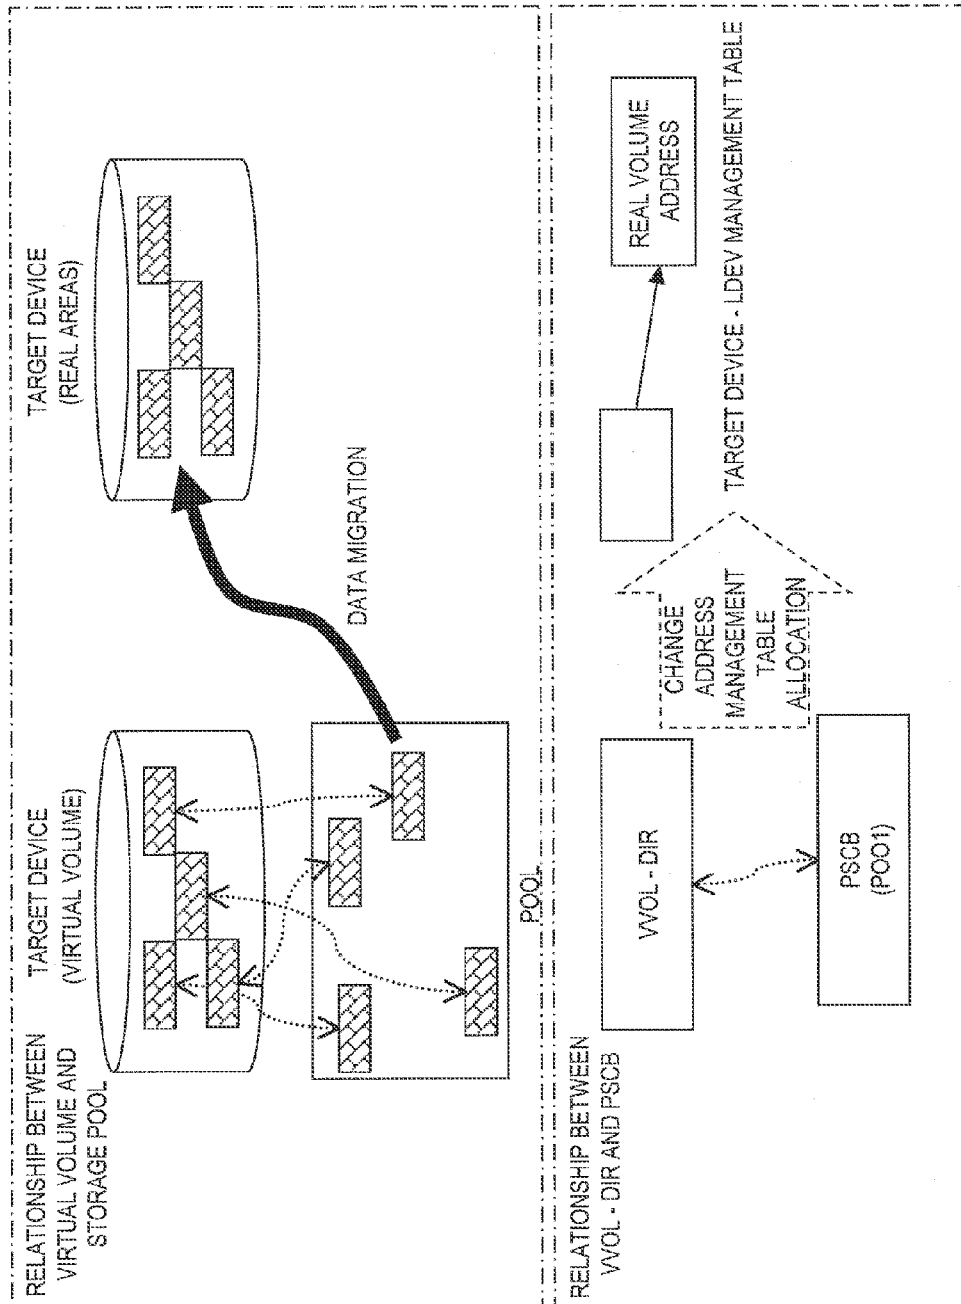 RELATIONSHIP BETWEEN
VIRTUAL VOLUME AND
STORAGE POOL
TARGET DEVICE
(VIRTUAL VOLUME)
TARGET DEVICE
(REAL AREAS)
DATA MIGRATION
POOL
RELATIONSHIP BETWEEN
VVOL - DIR AND PSCB
VVOL - DIR
PSCB
(POO1)
CHANGE
ADDRESS
MANAGEMENT
TABLE
ALLOCATION
REAL VOLUME
ADDRESS
TARGET DEVICE - LDEV MANAGEMENT TABLE